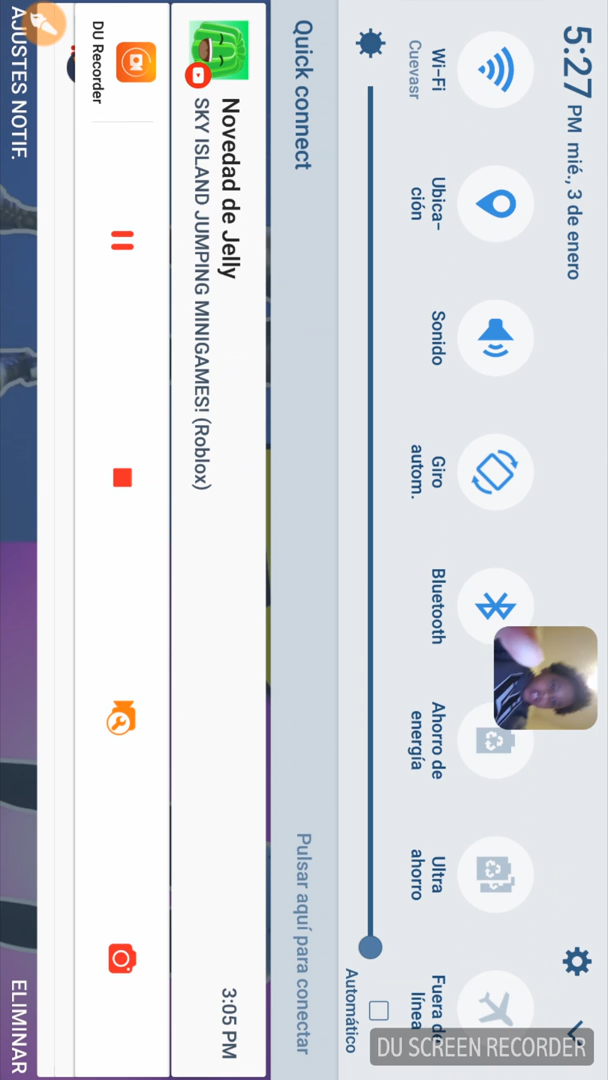 5:27 PM mié., 3 de enero
Wi-Fi
Cuevasr
Ubica-
ción
Sonido
Giro
autom.
Bluetooth
Ahorro de
energía
Ultra
ahorro
Fuera de
línea
Automático
Quick connect
Pulsar aquí para conectar
Novedad de Jelly
3:05 PM
SKY ISLAND JUMPING MINIGAMES! (Roblox)
DU Recorder
AJUSTES NOTIF.
ELIMINAR
DU SCREEN RECORDER